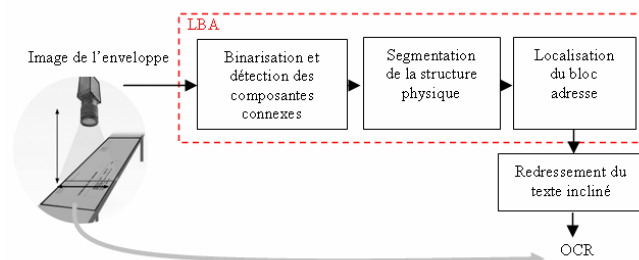 LBA
Image de l'enveloppe
Binarisation et
détection des
composantes
connexes
Segmentation
de la structure
physique
Localisation
du bloc
adresse
Redressement du
texte incliné
OCR